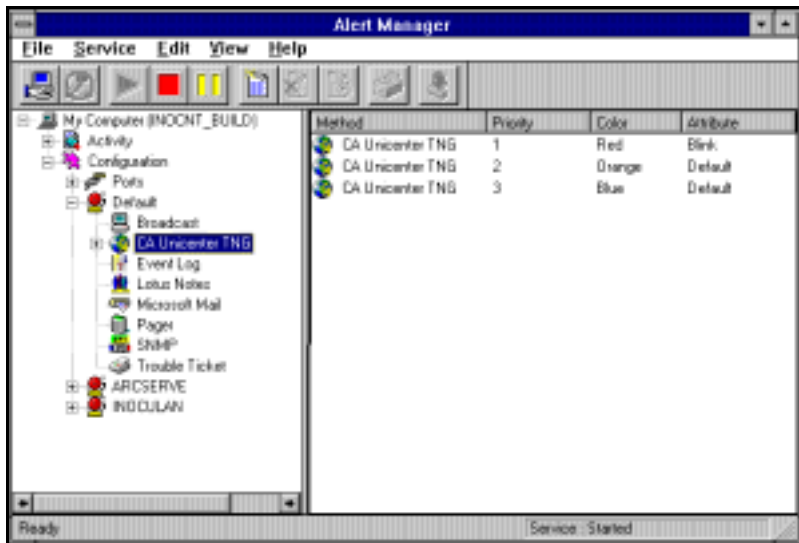 Alert Manager
File Service Edit View Help
My Computer (INOCNT_BUILD)
Activity
Configuration
Ports
Default
Broadcast
CA Unicenter TNG
Event Log
Lotus Notes
Microsoft Mail
Pager
SNMP
Trouble Ticket
ARCSERVE
INOCULAN
Method Priority Color Attribute
CA Unicenter TNG 1 Red Blink
CA Unicenter TNG 2 Orange Default
CA Unicenter TNG 3 Blue Default
Ready Service : Started